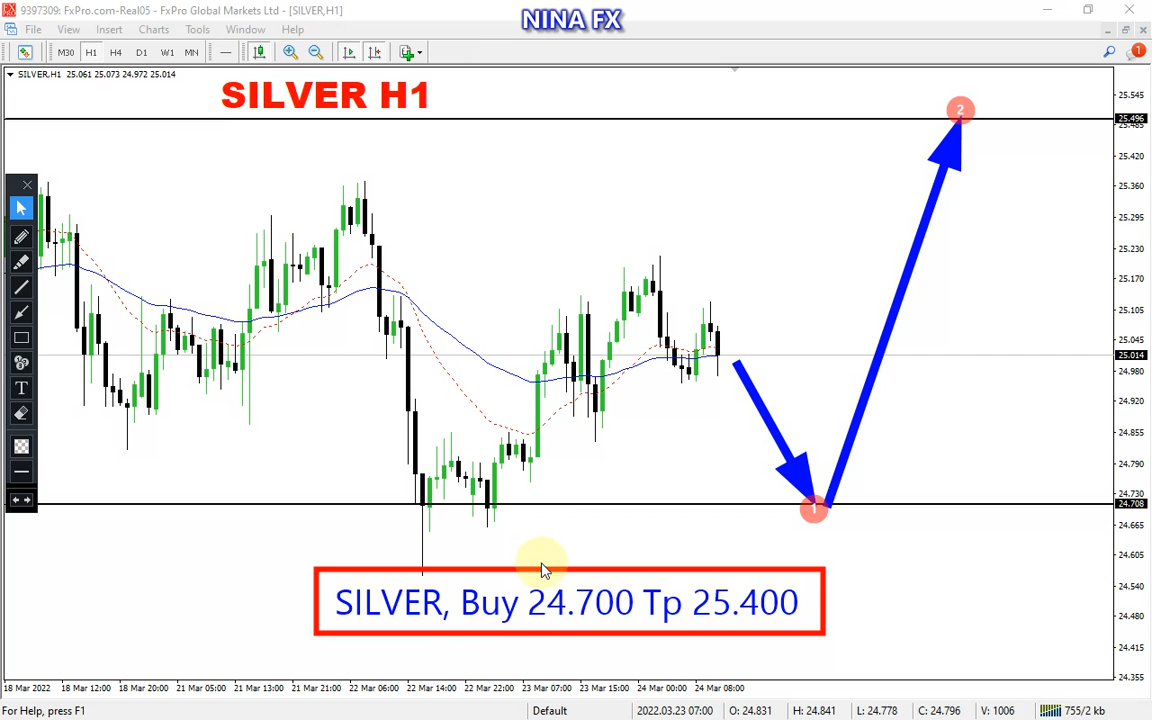 9397309: FxPro.com-Real05 - FxPro Global Markets Ltd - [SILVER,H1]
NINA FX
File View Insert Charts Tools Window Help
M30 H1 H4 D1 W1 MN
1
SILVER,H1 25.061 25.073 24.972 25.014
SILVER H1
25.545
2
25.496
25.485
25.420
25.360
25.295
25.230
25.170
25.105
25.045
25.014
24.980
24.920
24.855
24.790
24.730
24.708
1
24.665
24.605
24.540
SILVER, Buy 24.700 Tp 25.400
24.480
24.415
24.355
18 Mar 2022 18 Mar 12:00 18 Mar 20:00 21 Mar 05:00 21 Mar 13:00 21 Mar 21:00 22 Mar 06:00 22 Mar 14:00 22 Mar 22:00 23 Mar 07:00 23 Mar 15:00 24 Mar 00:00 24 Mar 08:00
For Help, press F1 Default 2022.03.23 07:00 O: 24.831 H: 24.841 L: 24.778 C: 24.796 V: 1006 755/2 kb